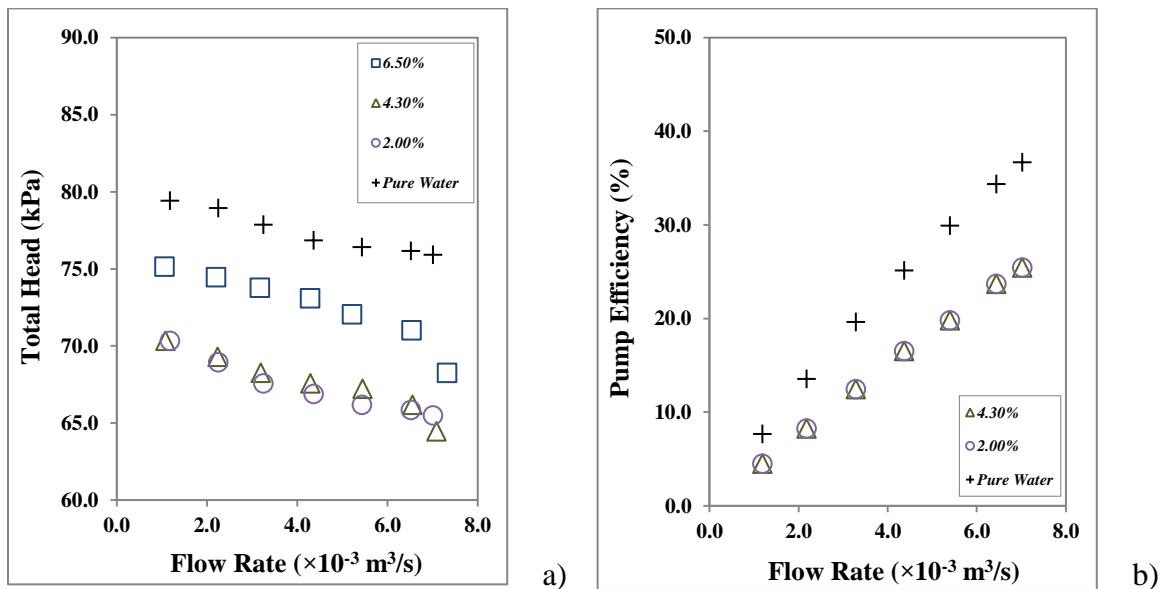 90.0
85.0
80.0
75.0
70.0
65.0
60.0
Total Head (kPa)
6.50%
4.30%
2.00%
Pure Water
0.0 2.0 4.0 6.0 8.0
Flow Rate (×10⁻³ m³/s)
a)
50.0
40.0
30.0
20.0
10.0
0.0
Pump Efficiency (%)
4.30%
2.00%
Pure Water
0.0 2.0 4.0 6.0 8.0
Flow Rate (×10⁻³ m³/s)
b)